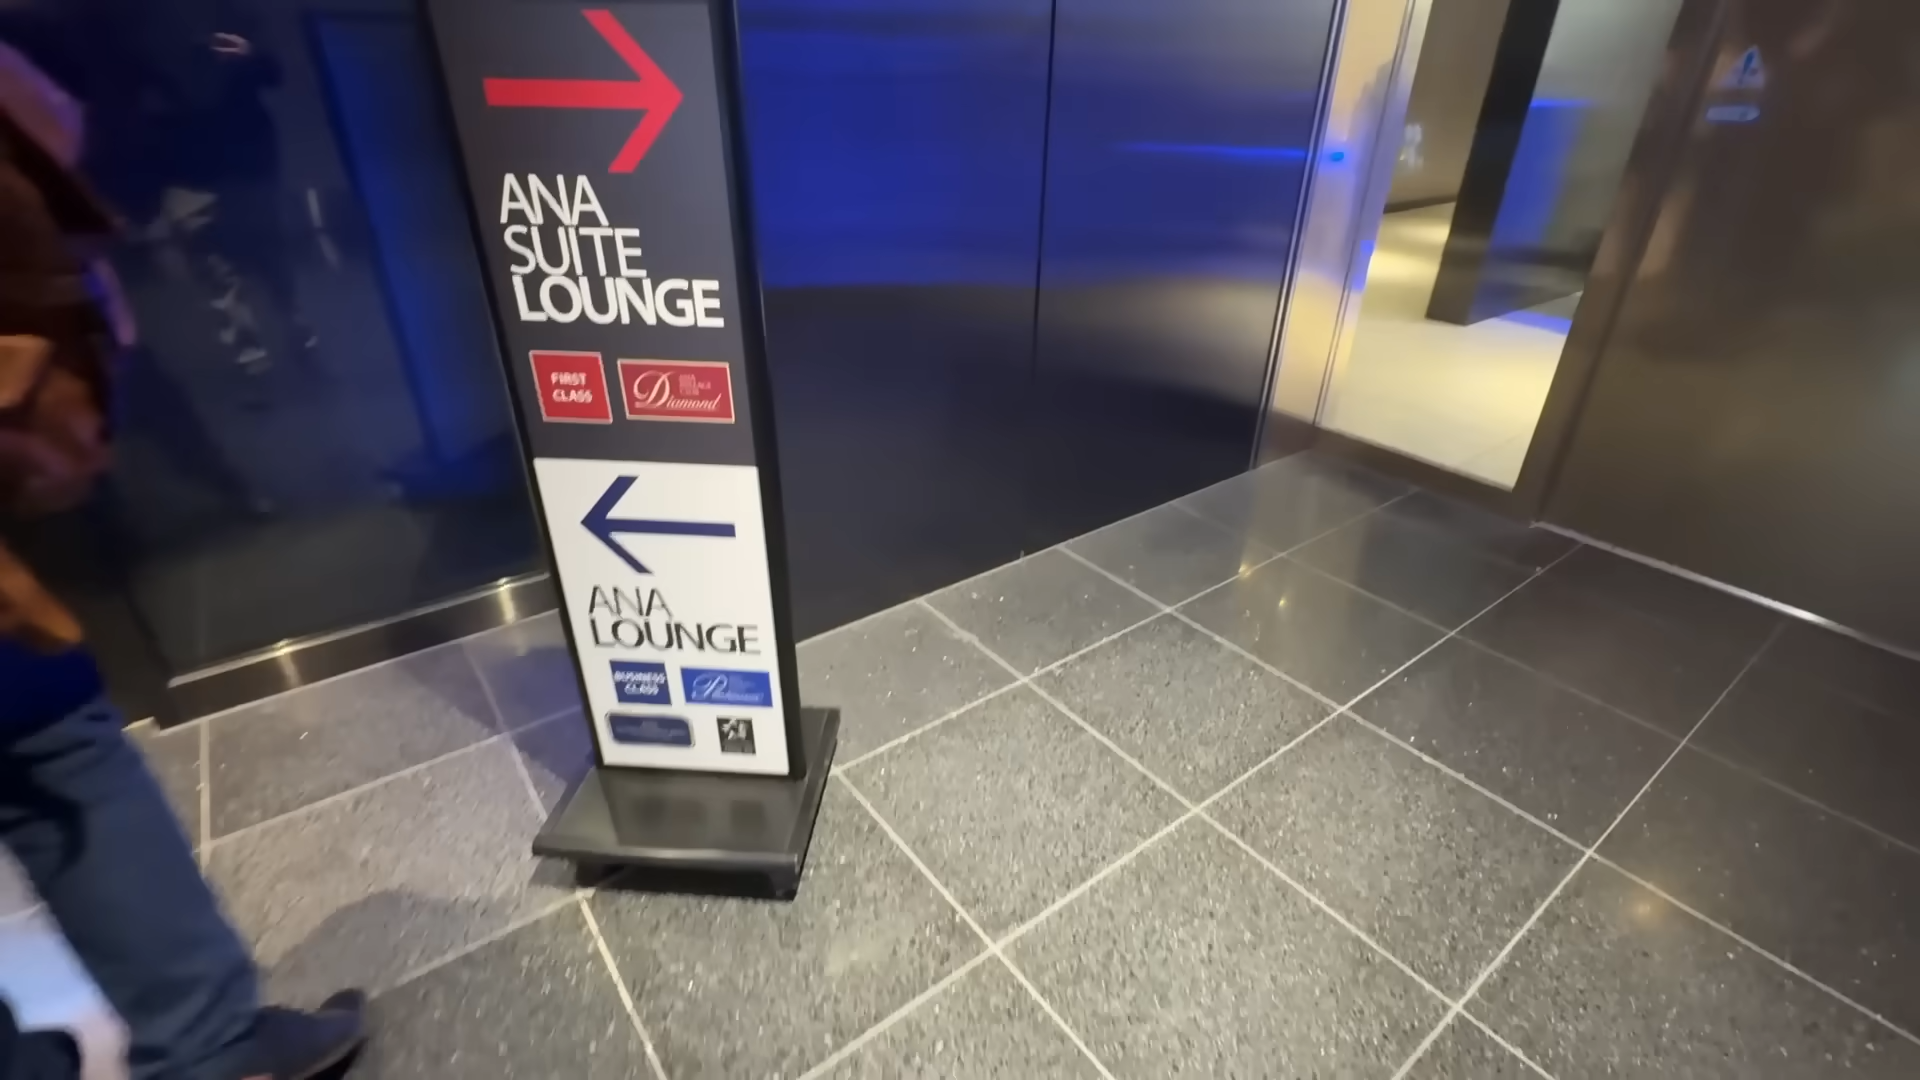 ANA
SUITE
LOUNGE
FIRST
CLASS
Diamond
ANA
LOUNGE
BUSINESS
CLASS